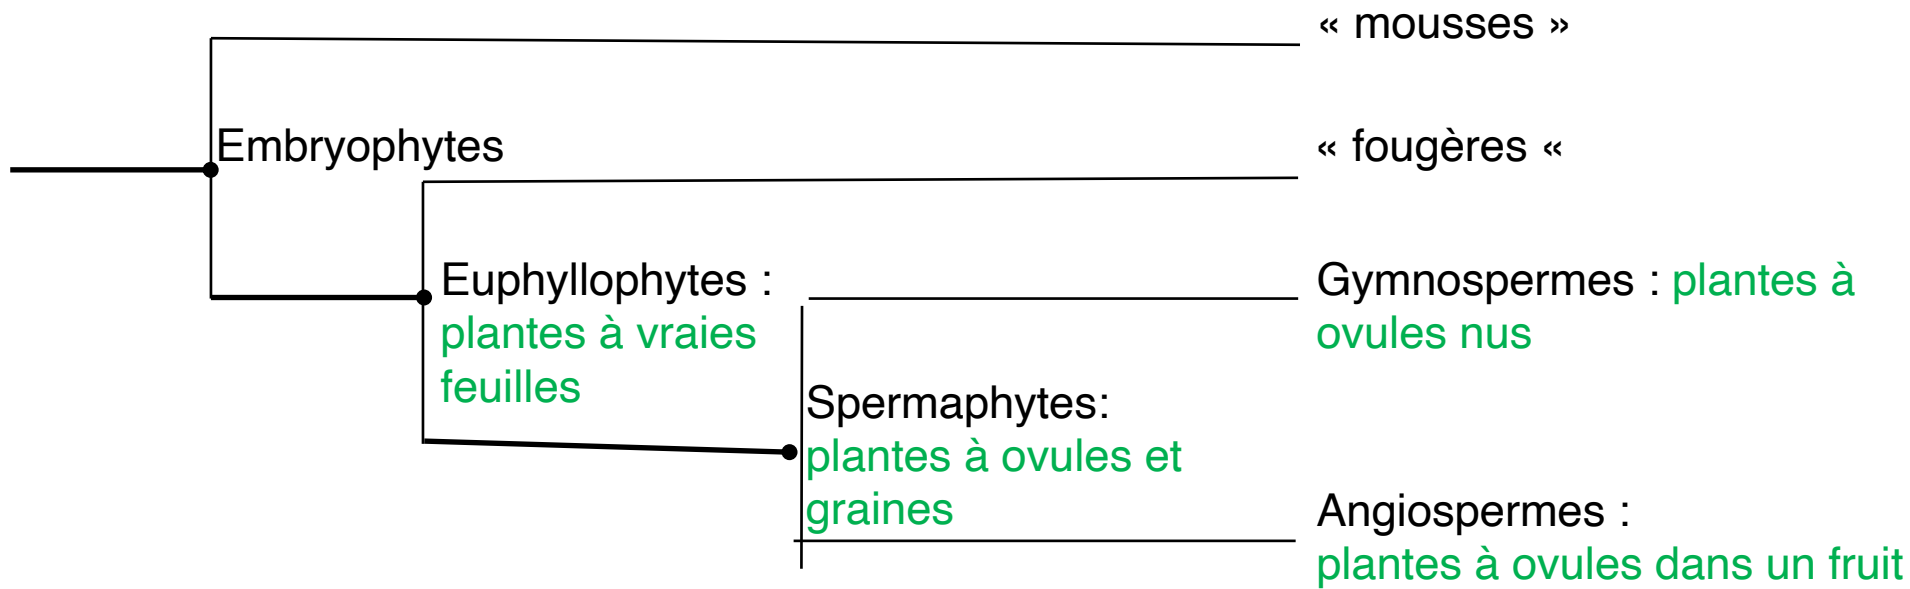 « mousses »
Embryophytes
« fougères «
Euphyllophytes :
plantes à vraies
feuilles
Gymnospermes : plantes à
ovules nus
Spermaphytes:
plantes à ovules et
graines
Angiospermes :
plantes à ovules dans un fruit